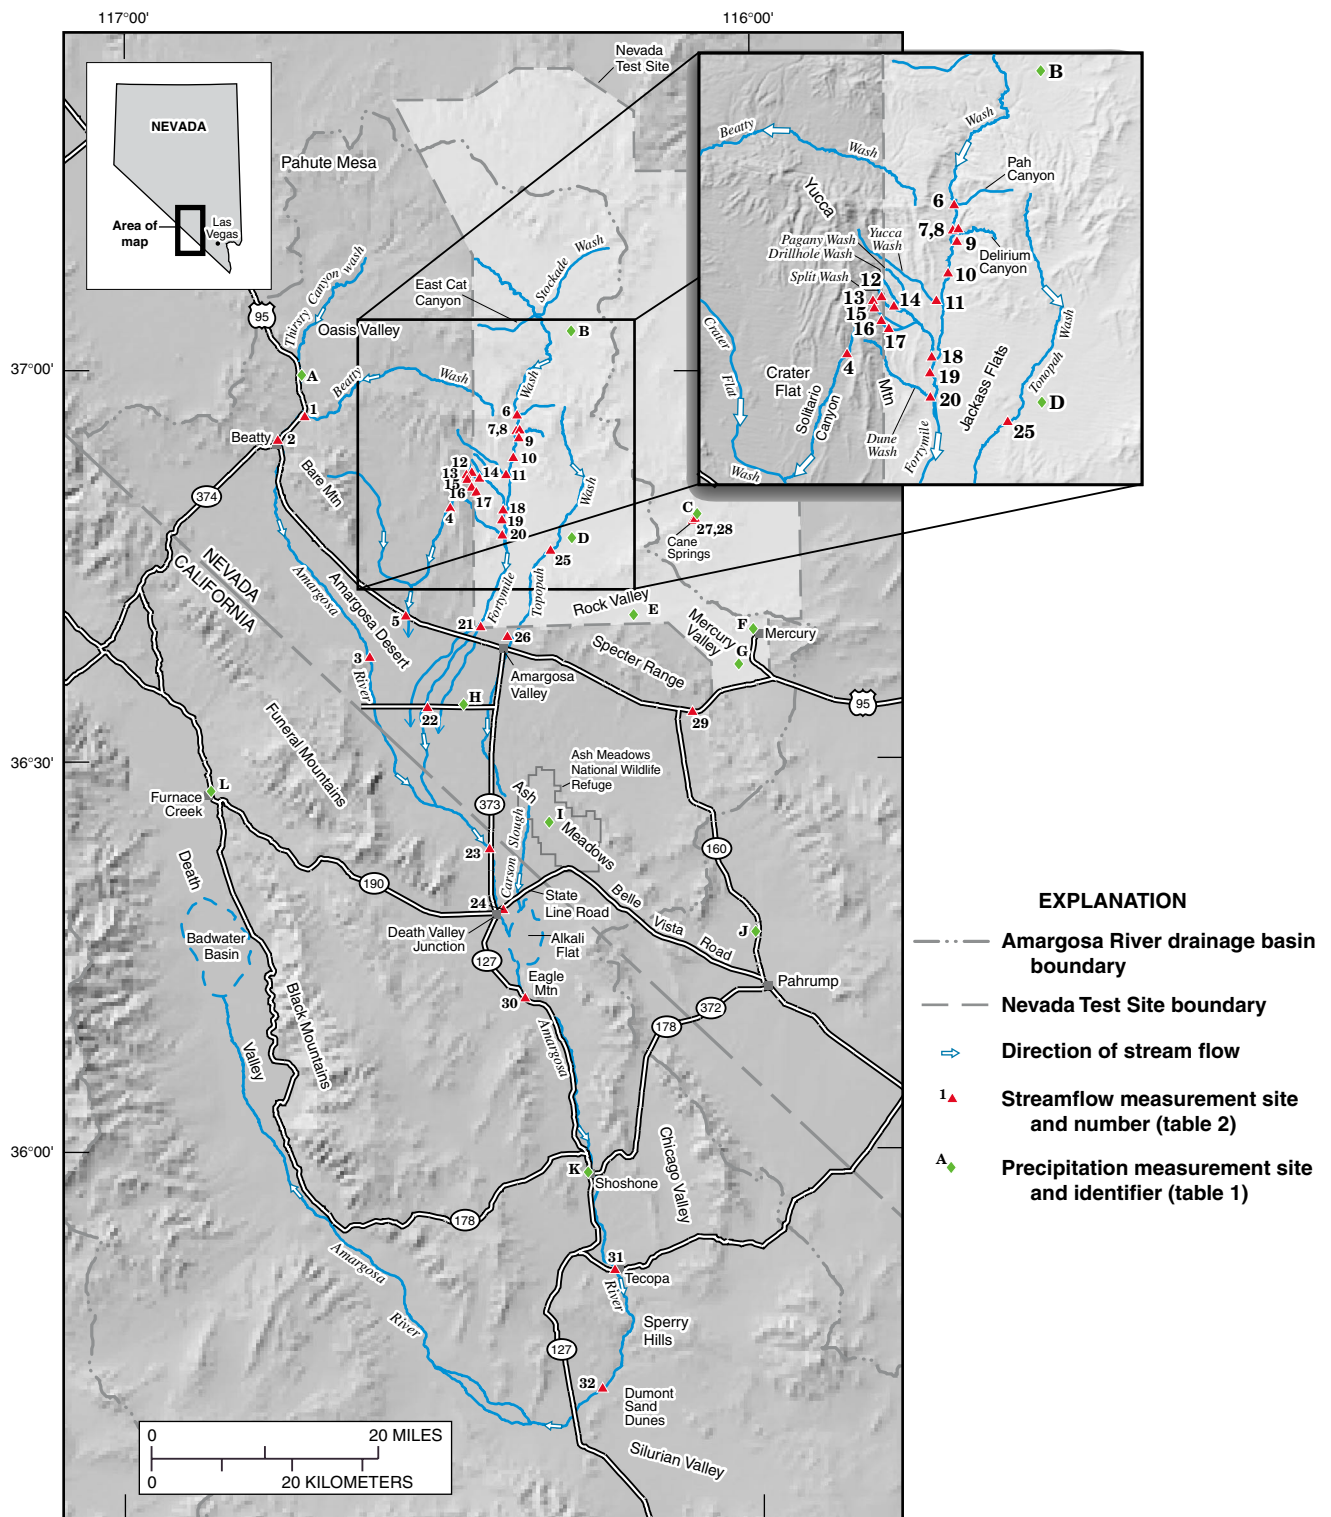 117°00'
116°00'
Nevada
Test Site
NEVADA
Area of
map
Las
Vegas
Pahute Mesa
Thirsty Canyon wash
95
Oasis Valley
East Cat
Canyon
Stockade Wash
B
37°00'
A
Beatty
Wash
Wash
1
Beatty
2
6
7,8
9
10
11
12
13
14
15
16
17
4
18
19
20
Wash
D
25
Bare Mtn
374
NEVADA
CALIFORNIA
Amargosa
Amargosa Desert
Fortymile
Topopah
C
27,28
Cane
Springs
Rock Valley
E
5
21
26
Mercury
Valley
F
Mercury
G
3
River
Amargosa
Valley
Specter Range
H
22
29
95
Funeral Mountains
36°30'
Ash Meadows
National Wildlife
Refuge
L
Furnace
Creek
373
Ash
Meadows
I
Carson Slough
23
160
Death
190
24
State
Line Road
Belle
Vista
Road
Death Valley
Junction
Alkali
Flat
J
Badwater
Basin
127
Eagle
Mtn
30
Pahrump
372
178
Black Mountains
Valley
Amargosa
36°00'
K
Shoshone
Chicago Valley
178
31
Tecopa
River
Amargosa
River
Sperry
Hills
127
32
Dumont
Sand
Dunes
Silurian Valley
0
20 MILES
0
20 KILOMETERS
B
Beatty
Wash
Wash
Pah
Canyon
Yucca
6
7,8
9
Delirium
Canyon
Pagany Wash
Yucca
Wash
Drillhole Wash
Split Wash
10
12
13
14
11
15
16
17
4
18
19
20
Crater
Flat
Crater
Flat
Solitario
Canyon
Mtn
Dune
Wash
Fortymile
Jackass Flats
Tonopah
Wash
D
25
Wash
EXPLANATION
Amargosa River drainage basin
boundary
Nevada Test Site boundary
Direction of stream flow
1
Streamflow measurement site
and number (table 2)
A
Precipitation measurement site
and identifier (table 1)